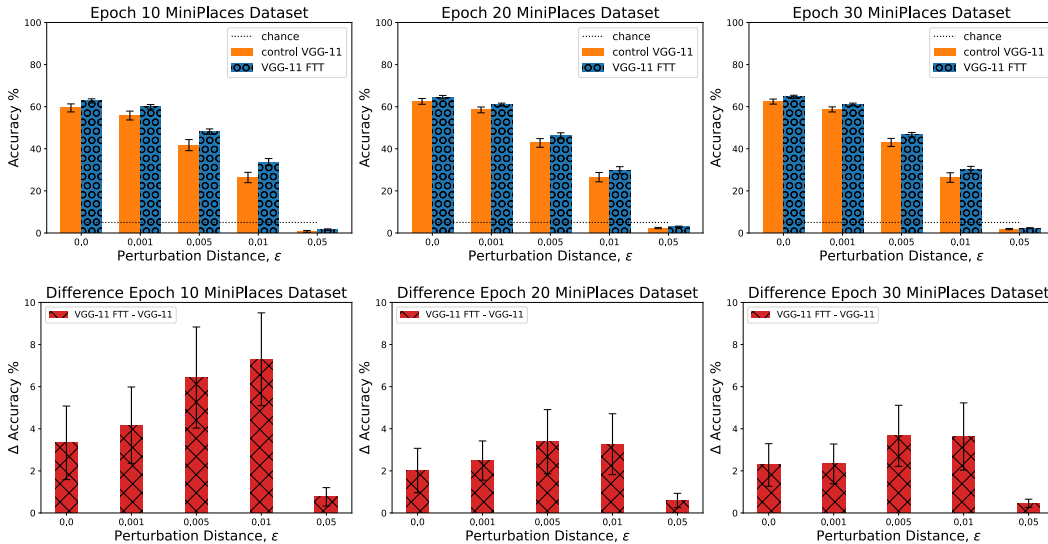 Epoch 10 MiniPlaces Dataset
100
80
60
40
20
0
Accuracy %
chance
control VGG-11
VGG-11 FTT
0,0 0,001 0,005 0,01 0,05
Perturbation Distance, ε
Epoch 20 MiniPlaces Dataset
100
80
60
40
20
0
Accuracy %
chance
control VGG-11
VGG-11 FTT
0,0 0,001 0,005 0,01 0,05
Perturbation Distance, ε
Epoch 30 MiniPlaces Dataset
100
80
60
40
20
0
Accuracy %
chance
control VGG-11
VGG-11 FTT
0,0 0,001 0,005 0,01 0,05
Perturbation Distance, ε
Difference Epoch 10 MiniPlaces Dataset
10
8
6
4
2
0
Δ Accuracy %
VGG-11 FTT - VGG-11
0,0 0,001 0,005 0,01 0,05
Perturbation Distance, ε
Difference Epoch 20 MiniPlaces Dataset
10
8
6
4
2
0
Δ Accuracy %
VGG-11 FTT - VGG-11
0,0 0,001 0,005 0,01 0,05
Perturbation Distance, ε
Difference Epoch 30 MiniPlaces Dataset
10
8
6
4
2
0
Δ Accuracy %
VGG-11 FTT - VGG-11
0,0 0,001 0,005 0,01 0,05
Perturbation Distance, ε